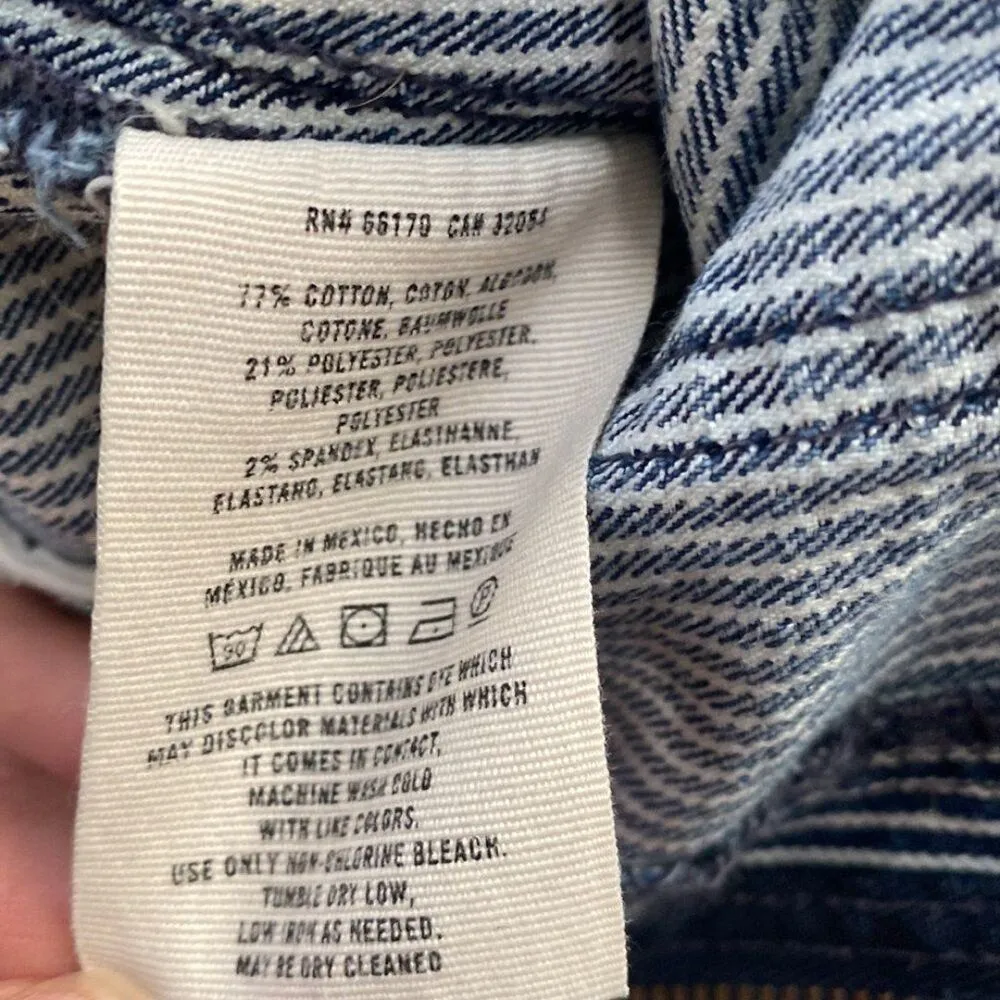 RN# 66170 CA# 32054
77% COTTON, COTON, ALGODON,
COTONE, BAUMWOLLE
21% POLYESTER, POLYESTER,
POLIESTER, POLIESTERE,
POLYESTER
2% SPANDEX, ELASTHANNE,
ELASTANO, ELASTANO, ELASTHAN
MADE IN MEXICO, HECHO EN
MÉXICO, FABRIQUE AU MEXIQUE
30 P
THIS GARMENT CONTAINS DYE WHICH
MAY DISCOLOR MATERIALS WITH WHICH
IT COMES IN CONTACT.
MACHINE WASH COLD
WITH LIKE COLORS.
USE ONLY NON-CHLORINE BLEACH.
TUMBLE DRY LOW,
LOW IRON AS NEEDED.
MAY BE DRY CLEANED